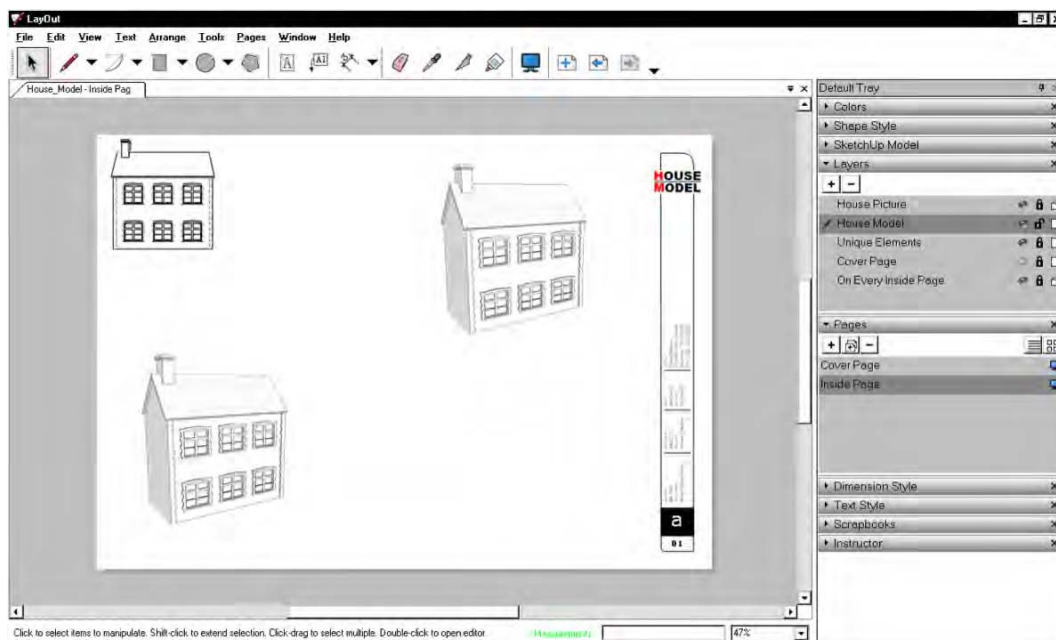 LayOut
File Edit View Text Arrange Tools Pages Window Help
A A1
House_Model - Inside Pag
HOUSE
MODEL
a
01
Default Tray
Colors
Shape Style
SketchUp Model
Layers
House Picture
House Model
Unique Elements
Cover Page
On Every Inside Page
Pages
Cover Page
Inside Page
Dimension Style
Text Style
Scrapbooks
Instructor
Click to select items to manipulate. Shift-click to extend selection. Click-drag to select multiple. Double-click to open editor.
Measurements
47%